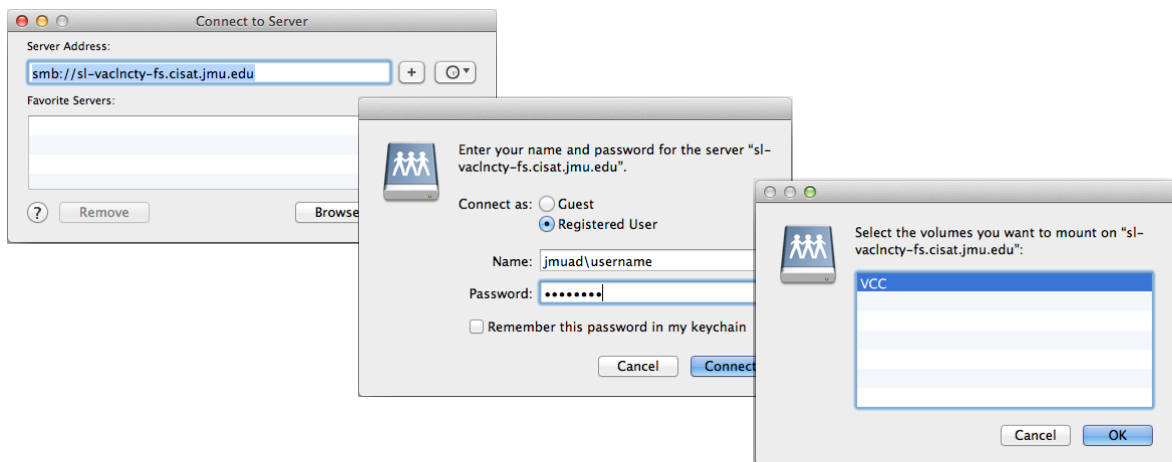 Connect to Server
Server Address:
smb://sl-vaclncty-fs.cisat.jmu.edu
+
Favorite Servers:
?
Remove
Browse
Enter your name and password for the server "sl-
vaclncty-fs.cisat.jmu.edu".
Connect as:
Guest
Registered User
Name:
jmuad\username
Password:
••••••••
Remember this password in my keychain
Cancel
Connect
Select the volumes you want to mount on "sl-
vaclncty-fs.cisat.jmu.edu":
VCC
Cancel
OK